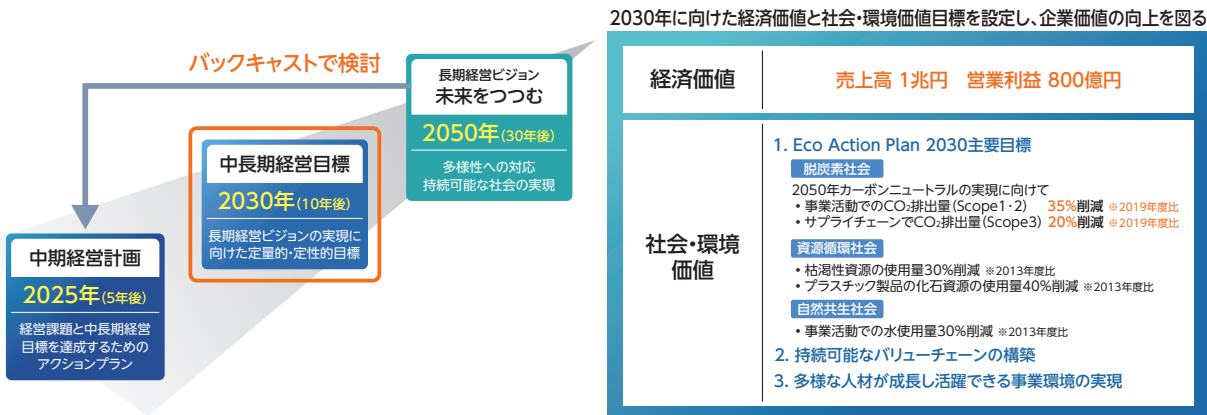 バックキャストで検討
長期経営ビジョン
未来をつつむ
2050年(30年後)
多様性への対応
持続可能な社会の実現
中長期経営目標
2030年(10年後)
長期経営ビジョンの実現に
向けた定量的・定性的目標
中期経営計画
2025年(5年後)
経営課題と中長期経営
目標を達成するための
アクションプラン
2030年に向けた経済価値と社会・環境価値目標を設定し、企業価値の向上を図る
経済価値
売上高 1兆円　営業利益 800億円
社会・環境
価値
1. Eco Action Plan 2030主要目標
脱炭素社会
2050年カーボンニュートラルの実現に向けて
・事業活動でのCO₂排出量(Scope1・2)　35%削減 ※2019年度比
・サプライチェーンでCO₂排出量(Scope3) 20%削減 ※2019年度比
資源循環社会
・枯渇性資源の使用量30%削減 ※2013年度比
・プラスチック製品の化石資源の使用量40%削減 ※2013年度比
自然共生社会
・事業活動での水使用量30%削減 ※2013年度比
2. 持続可能なバリューチェーンの構築
3. 多様な人材が成長し活躍できる事業環境の実現